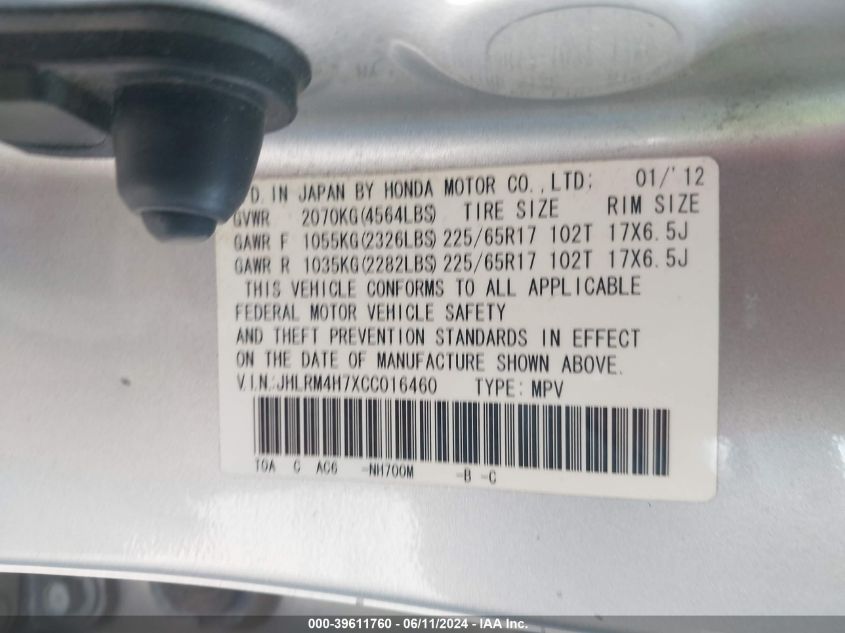 D. IN JAPAN BY HONDA MOTOR CO.,LTD; 01/'12
GVWR 2070KG(4564LBS) TIRE SIZE RIM SIZE
GAWR F 1055KG(2326LBS) 225/65R17 102T 17X6.5J
GAWR R 1035KG(2282LBS) 225/65R17 102T 17X6.5J
THIS VEHICLE CONFORMS TO ALL APPLICABLE
FEDERAL MOTOR VEHICLE SAFETY
AND THEFT PREVENTION STANDARDS IN EFFECT
ON THE DATE OF MANUFACTURE SHOWN ABOVE.
V.I.N.:JHLRM4H7XCC016460 TYPE: MPV
T0A C AC6 -NH700M -B -C
000-39611760 - 06/11/2024 - IAA Inc.